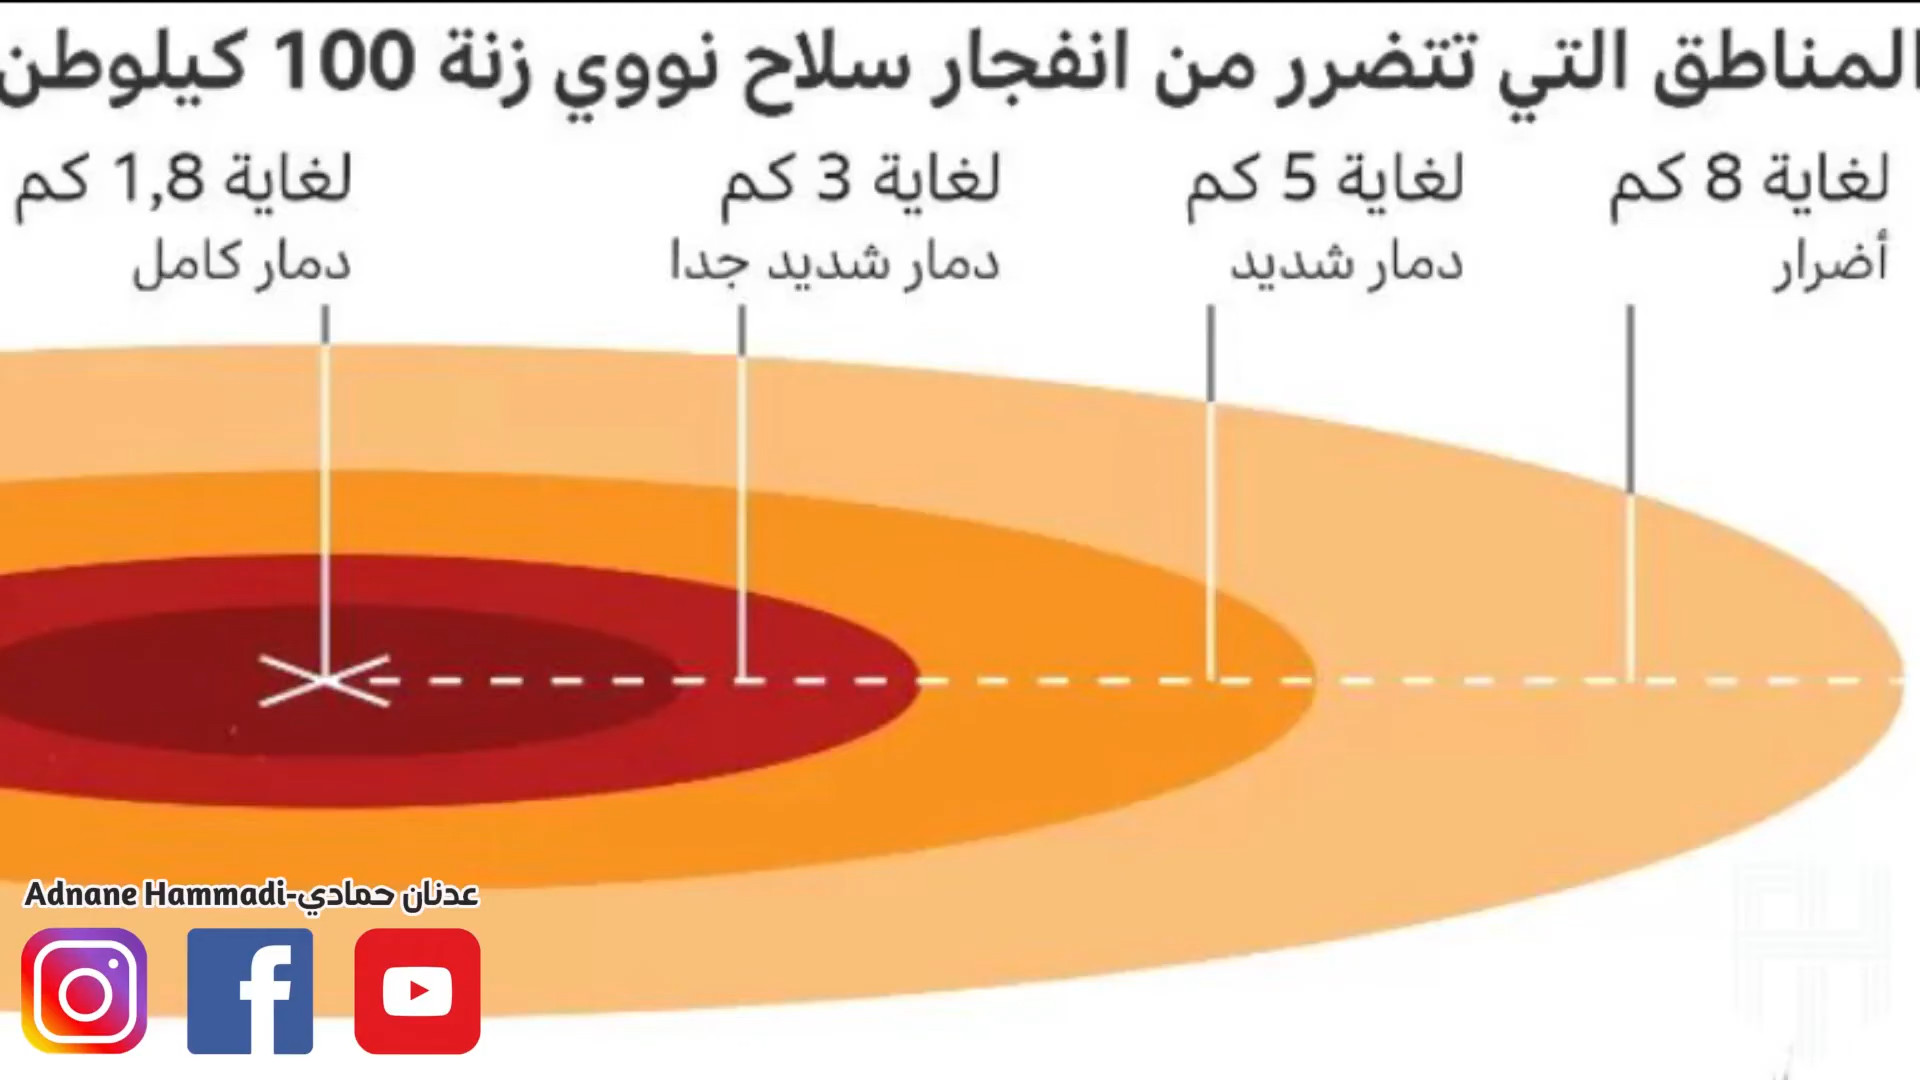 المناطق التي تتضرر من انفجار سلاح نووي زنة 100 كيلوطن
لغاية 8 كم
أضرار
لغاية 5 كم
دمار شديد
لغاية 3 كم
دمار شديد جدا
لغاية 1,8 كم
دمار كامل
Adnane Hammadi-عدنان حمادي